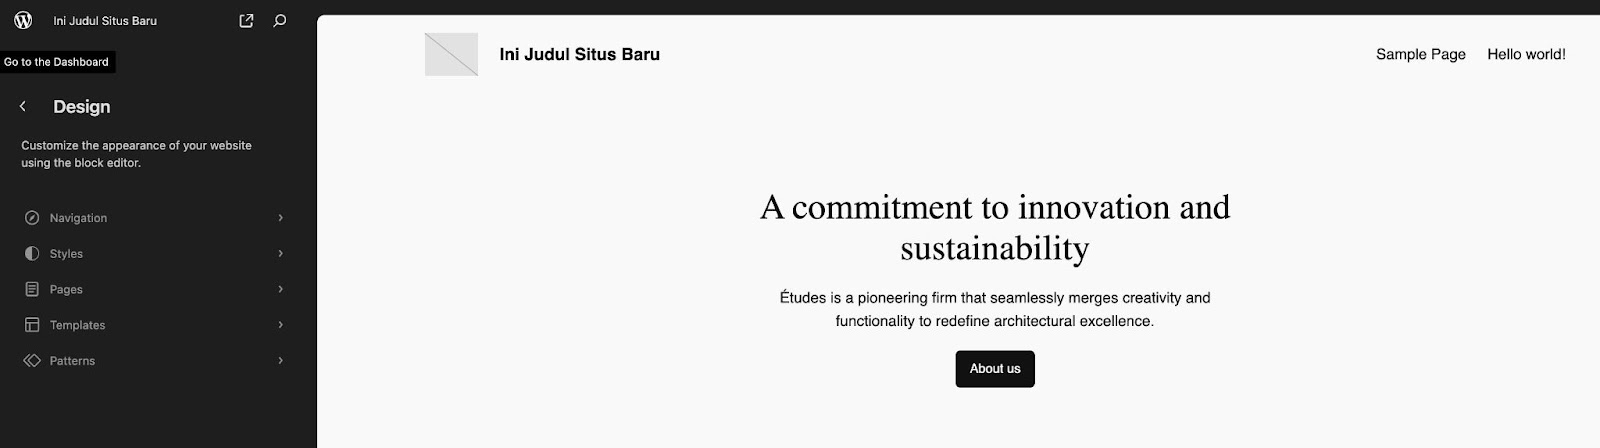 Ini Judul Situs Baru
Go to the Dashboard
Design
Customize the appearance of your website
using the block editor.
Navigation
Styles
Pages
Templates
Patterns
Ini Judul Situs Baru
Sample Page
Hello world!
A commitment to innovation and
sustainability
Études is a pioneering firm that seamlessly merges creativity and
functionality to redefine architectural excellence.
About us